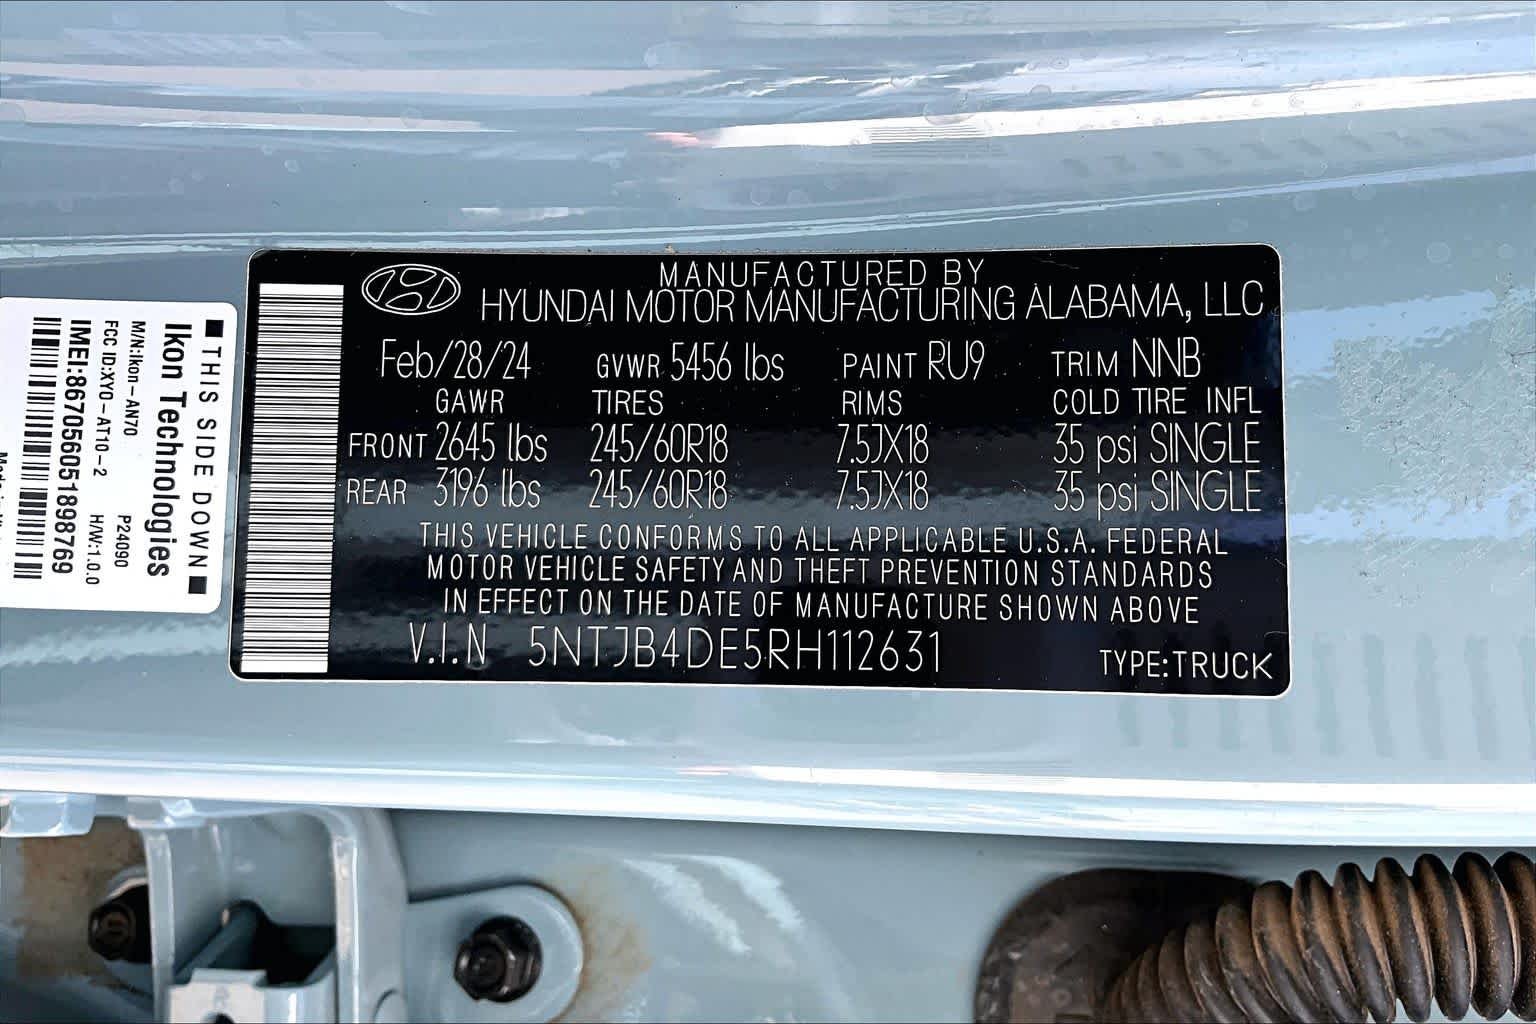 MANUFACTURED BY
HYUNDAI MOTOR MANUFACTURING ALABAMA, LLC
Feb/28/24 GVWR 5456 lbs PAINT RU9 TRIM NNB
GAWR TIRES RIMS COLD TIRE INFL
FRONT 2645 lbs 245/60R18 7.5JX18 35 psi SINGLE
REAR 3196 lbs 245/60R18 7.5JX18 35 psi SINGLE
THIS VEHICLE CONFORMS TO ALL APPLICABLE U.S.A. FEDERAL
MOTOR VEHICLE SAFETY AND THEFT PREVENTION STANDARDS
IN EFFECT ON THE DATE OF MANUFACTURE SHOWN ABOVE
V.I.N 5NTJB4DE5RH112631 TYPE:TRUCK
■ THIS SIDE DOWN ■
Ikon Technologies
M/N:Ikon-AN70 P24090
FCC ID:XY0-AT10-2 H/W:1.0.0
IMEI:867056051898769